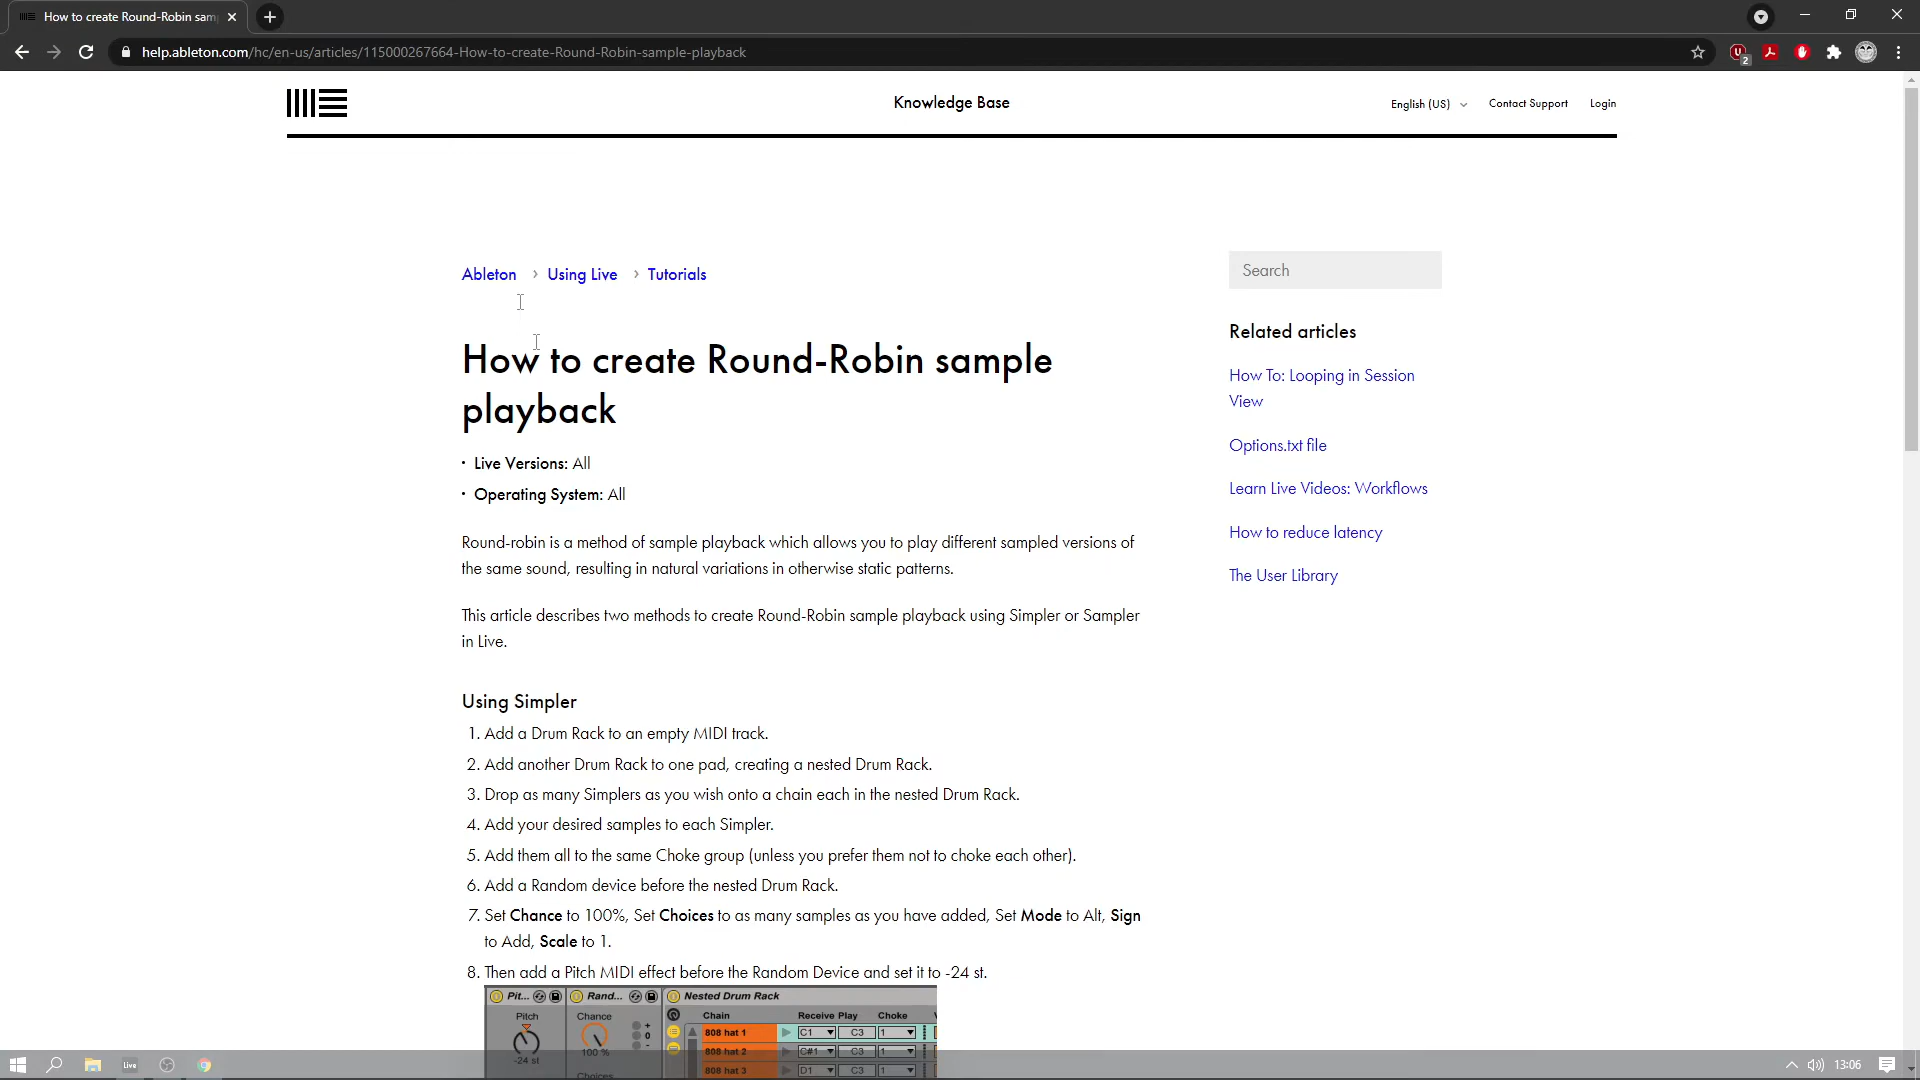 How to create Round-Robin sam
help.ableton.com/hc/en-us/articles/115000267664-How-to-create-Round-Robin-sample-playback
2
Knowledge Base
English (US)
Contact Support
Login
Ableton › Using Live › Tutorials
Search
How to create Round-Robin sample
playback
• Live Versions: All
• Operating System: All
Round-robin is a method of sample playback which allows you to play different sampled versions of
the same sound, resulting in natural variations in otherwise static patterns.
This article describes two methods to create Round-Robin sample playback using Simpler or Sampler
in Live.
Using Simpler
1. Add a Drum Rack to an empty MIDI track.
2. Add another Drum Rack to one pad, creating a nested Drum Rack.
3. Drop as many Simplers as you wish onto a chain each in the nested Drum Rack.
4. Add your desired samples to each Simpler.
5. Add them all to the same Choke group (unless you prefer them not to choke each other).
6. Add a Random device before the nested Drum Rack.
7. Set Chance to 100%, Set Choices to as many samples as you have added, Set Mode to Alt, Sign
to Add, Scale to 1.
8. Then add a Pitch MIDI effect before the Random Device and set it to -24 st.
Pit... Rand... Nested Drum Rack
Pitch Chance + Chain Receive Play Choke
0 808 hat 1 C1 C3 1
-24 st 100 % - 808 hat 2 C#1 C3 1
Choices 808 hat 3 D1 C3 1
Related articles
How To: Looping in Session
View
Options.txt file
Learn Live Videos: Workflows
How to reduce latency
The User Library
Live
13:06